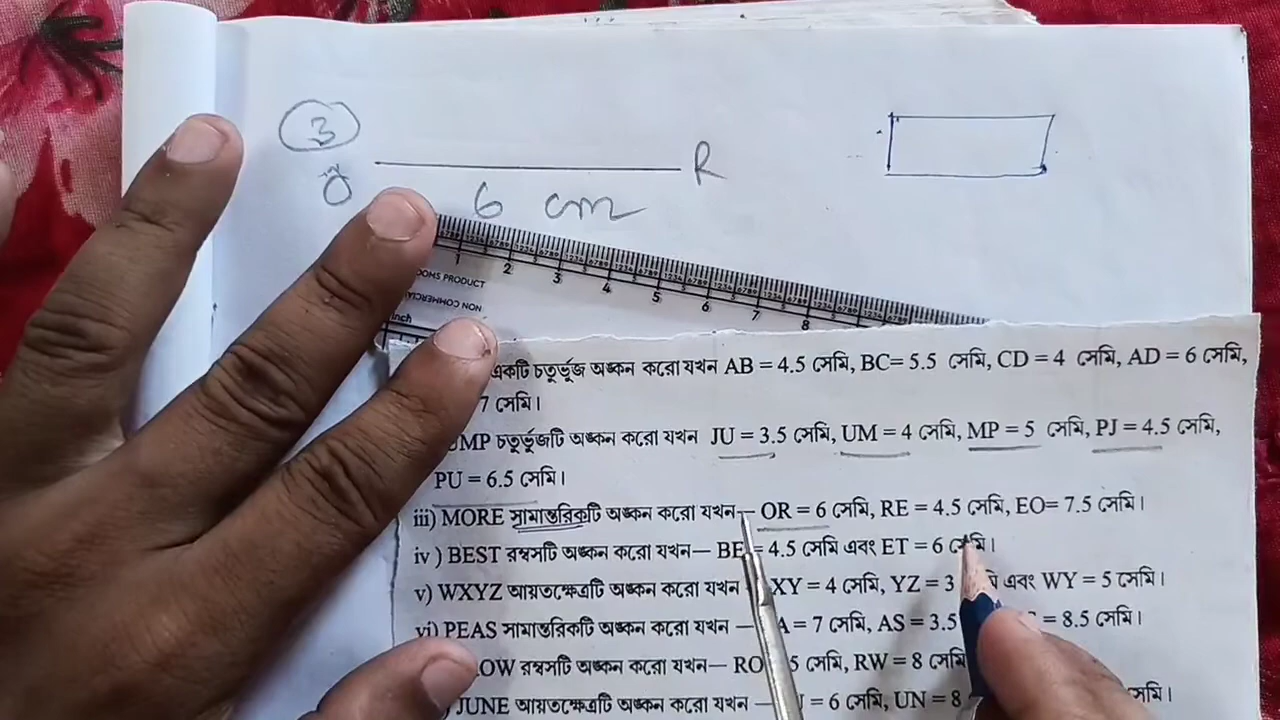 3
O R
6 cm
1 2 3 4 5 6 7 8
OMS PRODUCT
NON COMMERCIA
inch
একটি চতুর্ভুজ অঙ্কন করো যখন AB = 4.5 সেমি, BC= 5.5 সেমি, CD = 4 সেমি, AD = 6 সেমি,
7 সেমি।
UMP চতুর্ভুজটি অঙ্কন করো যখন JU = 3.5 সেমি, UM = 4 সেমি, MP = 5 সেমি, PJ = 4.5 সেমি,
PU = 6.5 সেমি।
iii) MORE সামান্তরিকটি অঙ্কন করো যখন— OR = 6 সেমি, RE = 4.5 সেমি, EO= 7.5 সেমি।
iv ) BEST রম্বসটি অঙ্কন করো যখন— BE = 4.5 সেমি এবং ET = 6 সেমি।
v) WXYZ আয়তক্ষেত্রটি অঙ্কন করো যখন XY = 4 সেমি, YZ = 3 এবং WY = 5 সেমি।
vi) PEAS সামান্তরিকটি অঙ্কন করো যখন — A = 7 সেমি, AS = 3.5 = 8.5 সেমি।
ROW রম্বসটি অঙ্কন করো যখন— RO 5 সেমি, RW = 8 সেমি
JUNE আয়তক্ষেত্রটি অঙ্কন করো যখন — = 6 সেমি, UN = 8 সেমি।